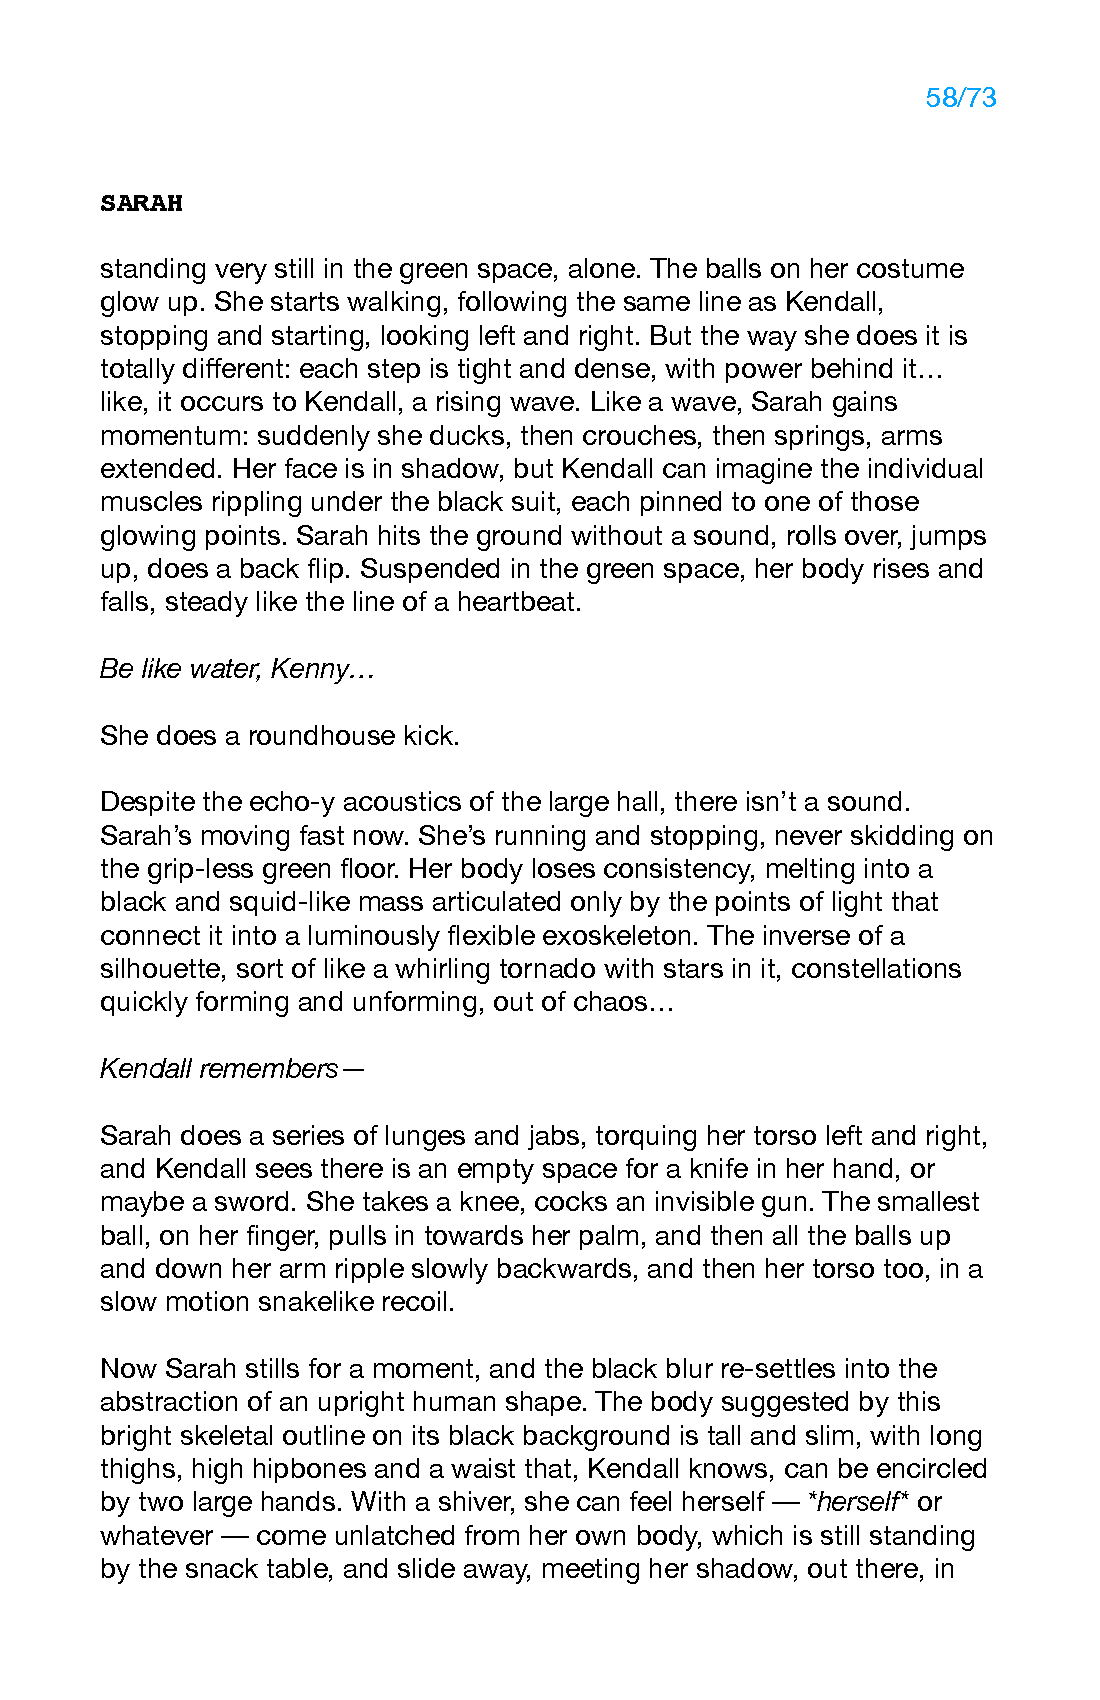 58/73
SARAH
standing very still in the green space, alone. The balls on her costume
glow up. She starts walking, following the same line as Kendall,
stopping and starting, looking left and right. But the way she does it is
totally different: each step is tight and dense, with power behind it…
like, it occurs to Kendall, a rising wave. Like a wave, Sarah gains
momentum: suddenly she ducks, then crouches, then springs, arms
extended. Her face is in shadow, but Kendall can imagine the individual
muscles rippling under the black suit, each pinned to one of those
glowing points. Sarah hits the ground without a sound, rolls over, jumps
up, does a back flip. Suspended in the green space, her body rises and
falls, steady like the line of a heartbeat.
Be like water, Kenny…
She does a roundhouse kick.
Despite the echo-y acoustics of the large hall, there isn’t a sound.
Sarah’s moving fast now. She’s running and stopping, never skidding on
the grip-less green floor. Her body loses consistency, melting into a
black and squid-like mass articulated only by the points of light that
connect it into a luminously flexible exoskeleton. The inverse of a
silhouette, sort of like a whirling tornado with stars in it, constellations
quickly forming and unforming, out of chaos…
Kendall remembers—
Sarah does a series of lunges and jabs, torquing her torso left and right,
and Kendall sees there is an empty space for a knife in her hand, or
maybe a sword. She takes a knee, cocks an invisible gun. The smallest
ball, on her finger, pulls in towards her palm, and then all the balls up
and down her arm ripple slowly backwards, and then her torso too, in a
slow motion snakelike recoil.
Now Sarah stills for a moment, and the black blur re-settles into the
abstraction of an upright human shape. The body suggested by this
bright skeletal outline on its black background is tall and slim, with long
thighs, high hipbones and a waist that, Kendall knows, can be encircled
by two large hands. With a shiver, she can feel herself — *herself* or
whatever — come unlatched from her own body, which is still standing
by the snack table, and slide away, meeting her shadow, out there, in